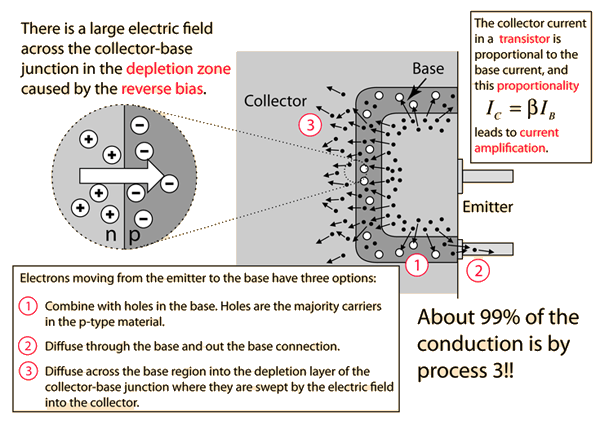 There is a large electric field
across the collector-base
junction in the depletion zone
caused by the reverse bias.
The collector current
in a transistor is
proportional to the
base current, and
this proportionality
I_C = βI_B
leads to current
amplification.
Base
Collector
3
Emitter
1
2
n p
+ + + + +
− − − − −
Electrons moving from the emitter to the base have three options:
1 Combine with holes in the base. Holes are the majority carriers
in the p-type material.
2 Diffuse through the base and out the base connection.
3 Diffuse across the base region into the depletion layer of the
collector-base junction where they are swept by the electric field
into the collector.
About 99% of the
conduction is by
process 3!!